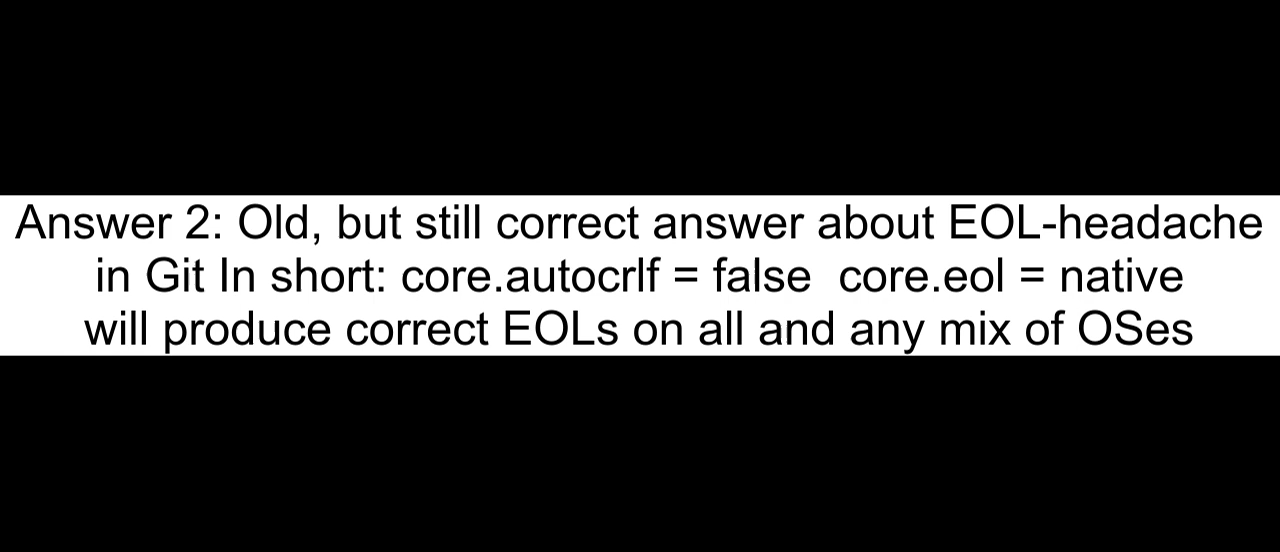 Answer 2: Old, but still correct answer about EOL-headache
in Git In short: core.autocrlf = false  core.eol = native
will produce correct EOLs on all and any mix of OSes